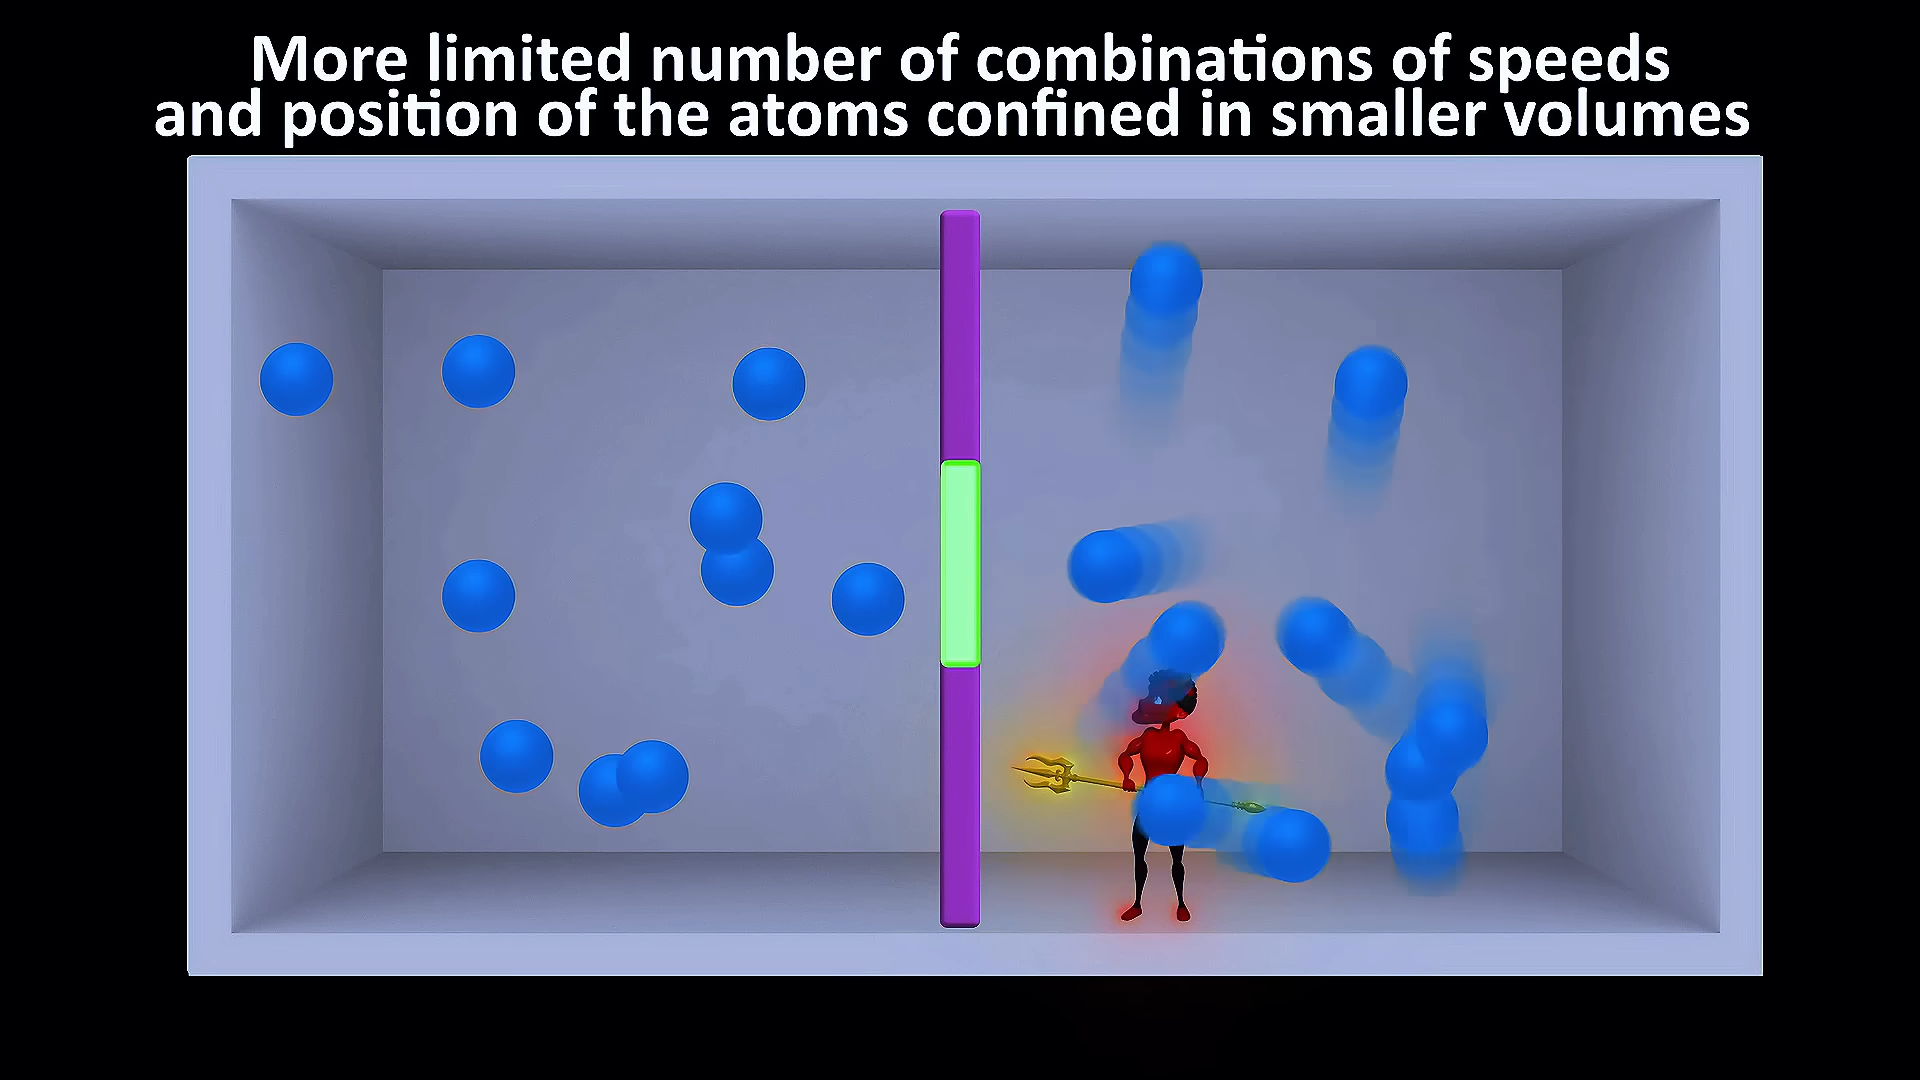 More limited number of combinations of speeds
and position of the atoms confined in smaller volumes